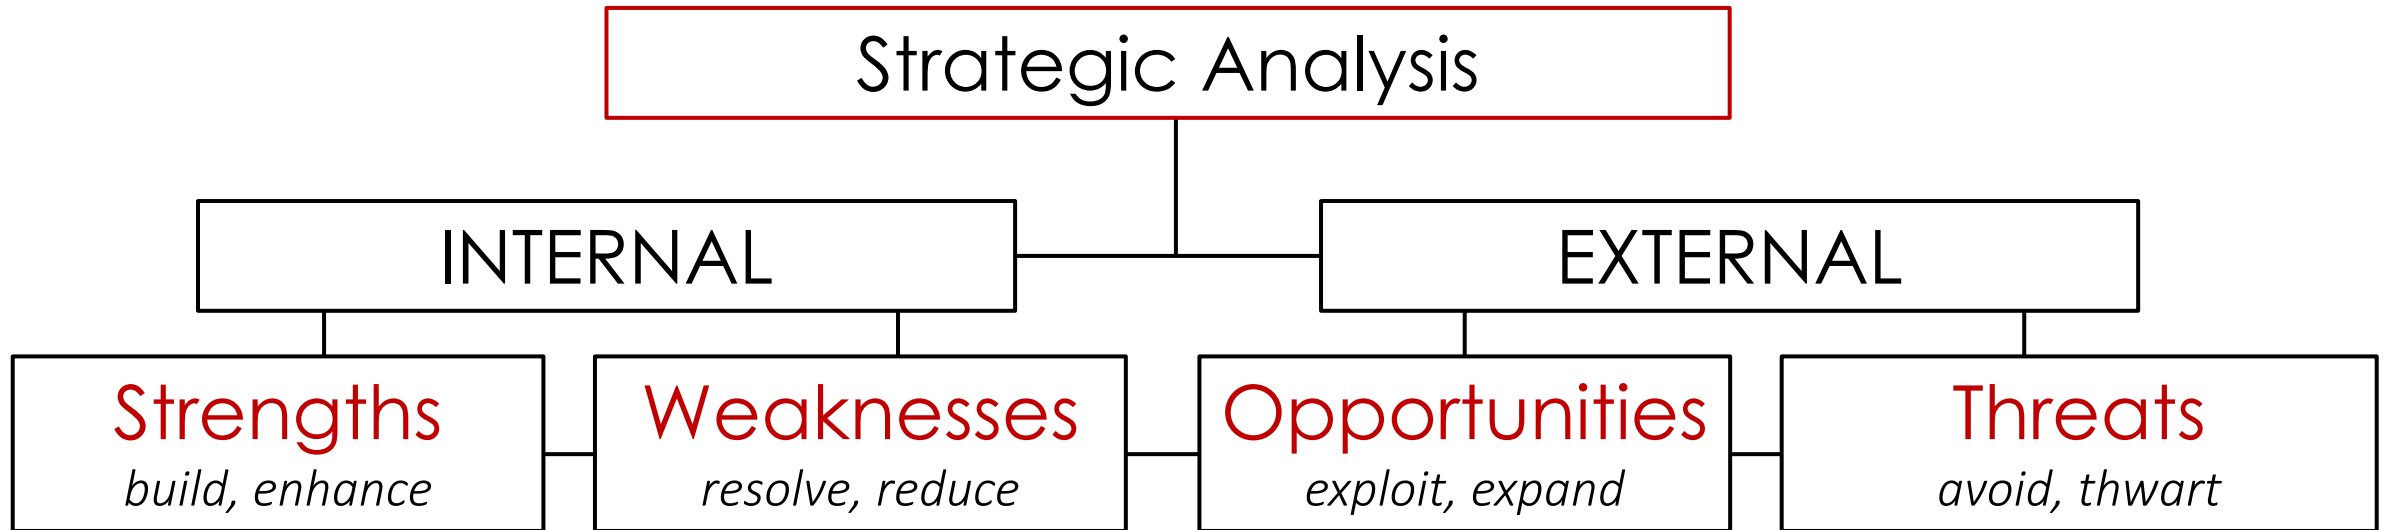 Strategic Analysis
INTERNAL
EXTERNAL
Strengths
build, enhance
Weaknesses
resolve, reduce
Opportunities
exploit, expand
Threats
avoid, thwart